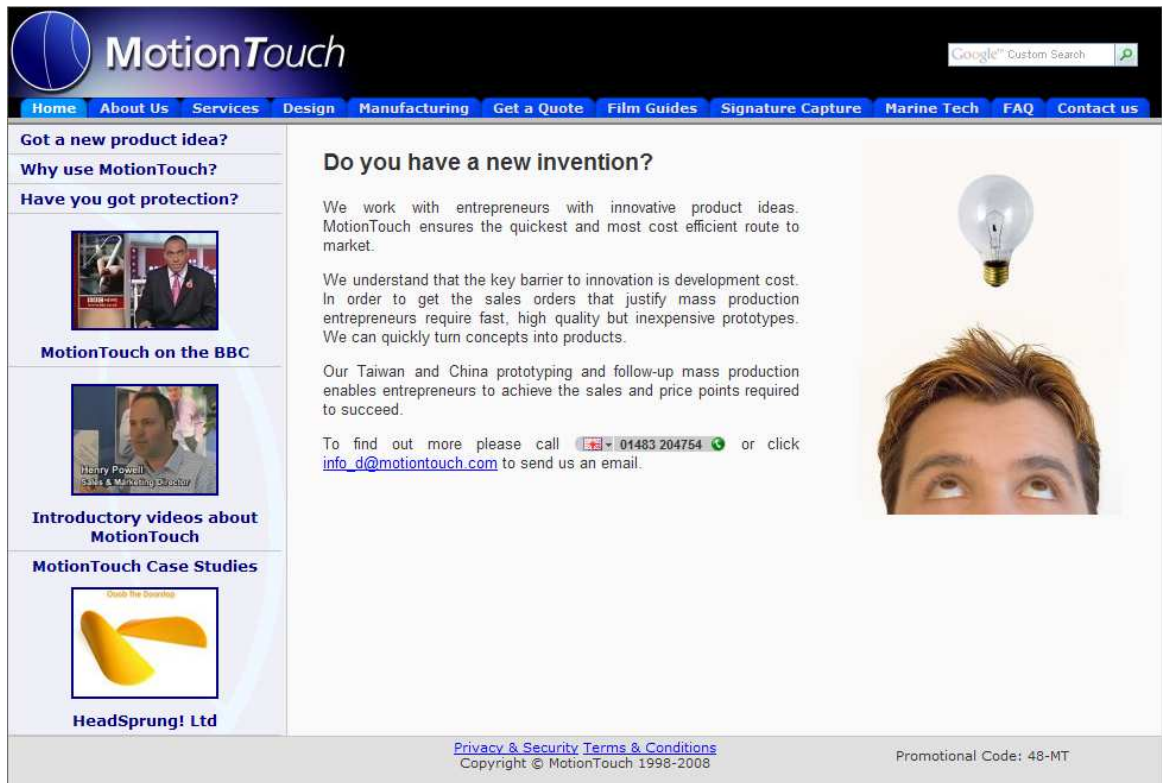 MotionTouch
Google™ Custom Search
Home About Us Services Design Manufacturing Get a Quote Film Guides Signature Capture Marine Tech FAQ Contact us
Got a new product idea?
Why use MotionTouch?
Have you got protection?
BBC NEWS
MotionTouch on the BBC
Henry Powell
Sales & Marketing Director
Introductory videos about
MotionTouch
MotionTouch Case Studies
HeadSprung! Ltd
Do you have a new invention?
We work with entrepreneurs with innovative product ideas.
MotionTouch ensures the quickest and most cost efficient route to
market.
We understand that the key barrier to innovation is development cost.
In order to get the sales orders that justify mass production
entrepreneurs require fast, high quality but inexpensive prototypes.
We can quickly turn concepts into products.
Our Taiwan and China prototyping and follow-up mass production
enables entrepreneurs to achieve the sales and price points required
to succeed.
To find out more please call 01483 204754 or click
info_d@motiontouch.com to send us an email.
Privacy & Security Terms & Conditions
Copyright © MotionTouch 1998-2008
Promotional Code: 48-MT